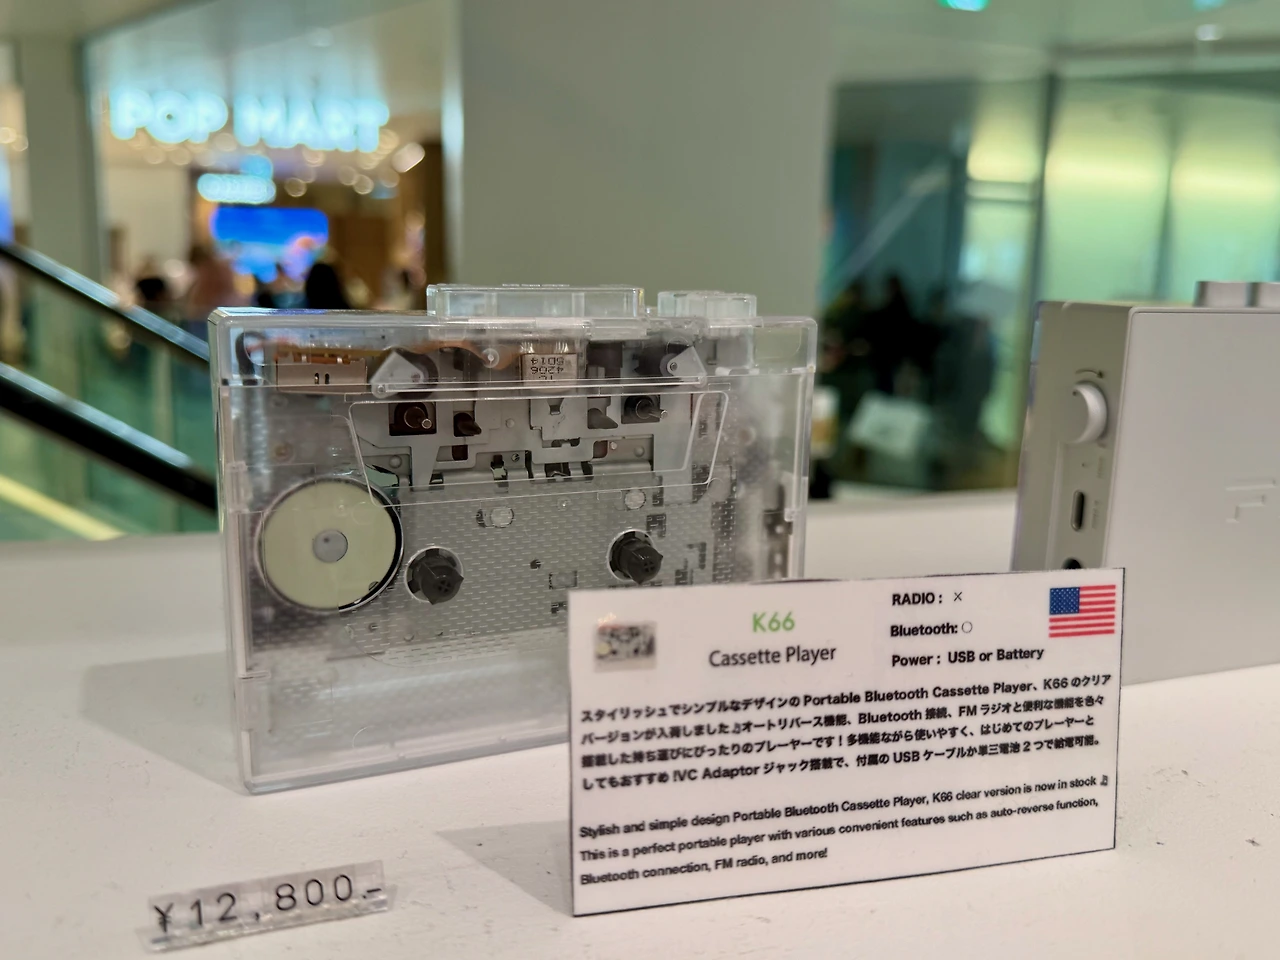 POP MART
K66
Cassette Player
RADIO : ×
Bluetooth: ○
Power : USB or Battery
スタイリッシュでシンプルなデザインの Portable Bluetooth Cassette Player、K66 のクリア
バージョンが入荷しました♫オートリバース機能、Bluetooth 接続、FM ラジオと便利な機能を色々
搭載した持ち運びにぴったりのプレーヤーです！多機能ながら使いやすく、はじめてのプレーヤーと
してもおすすめ !VC Adaptor ジャック搭載で、付属の USB ケーブルか単三電池 2 つで給電可能。
Stylish and simple design Portable Bluetooth Cassette Player, K66 clear version is now in stock ♫
This is a perfect portable player with various convenient features such as auto-reverse function,
Bluetooth connection, FM radio, and more!
¥12,800.-